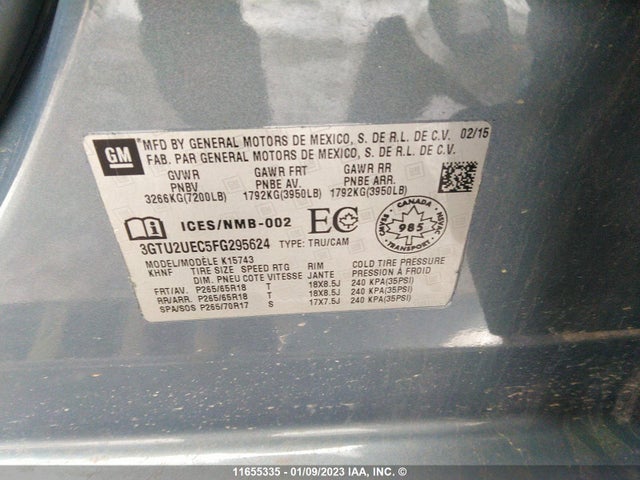 GM
MFD BY GENERAL MOTORS DE MEXICO, S. DE R.L. DE C.V. 02/15
FAB. PAR GENERAL MOTORS DE MEXICO, S. DE R.L. DE C.V.
GVWR GAWR FRT GAWR RR
PNBV PNBE AV. PNBE ARR.
3266KG(7200LB) 1792KG(3950LB) 1792KG(3950LB)
i ICES/NMB-002 EC CANADA 985 TRANSPORT CMVSS NSVAC
3GTU2UEC5FG295624 TYPE: TRU/CAM
MODEL/MODÈLE K15743
KHNF TIRE SIZE SPEED RTG RIM COLD TIRE PRESSURE
DIM. PNEU COTE VITESSE JANTE PRESSION À FROID
FRT/AV. P265/65R18 T 18X8.5J 240 KPA(35PSI)
RR/ARR. P265/65R18 T 18X8.5J 240 KPA(35PSI)
SPA/SOS P265/70R17 S 17X7.5J 240 KPA(35PSI)
11655335 - 01/09/2023 IAA, INC. ©